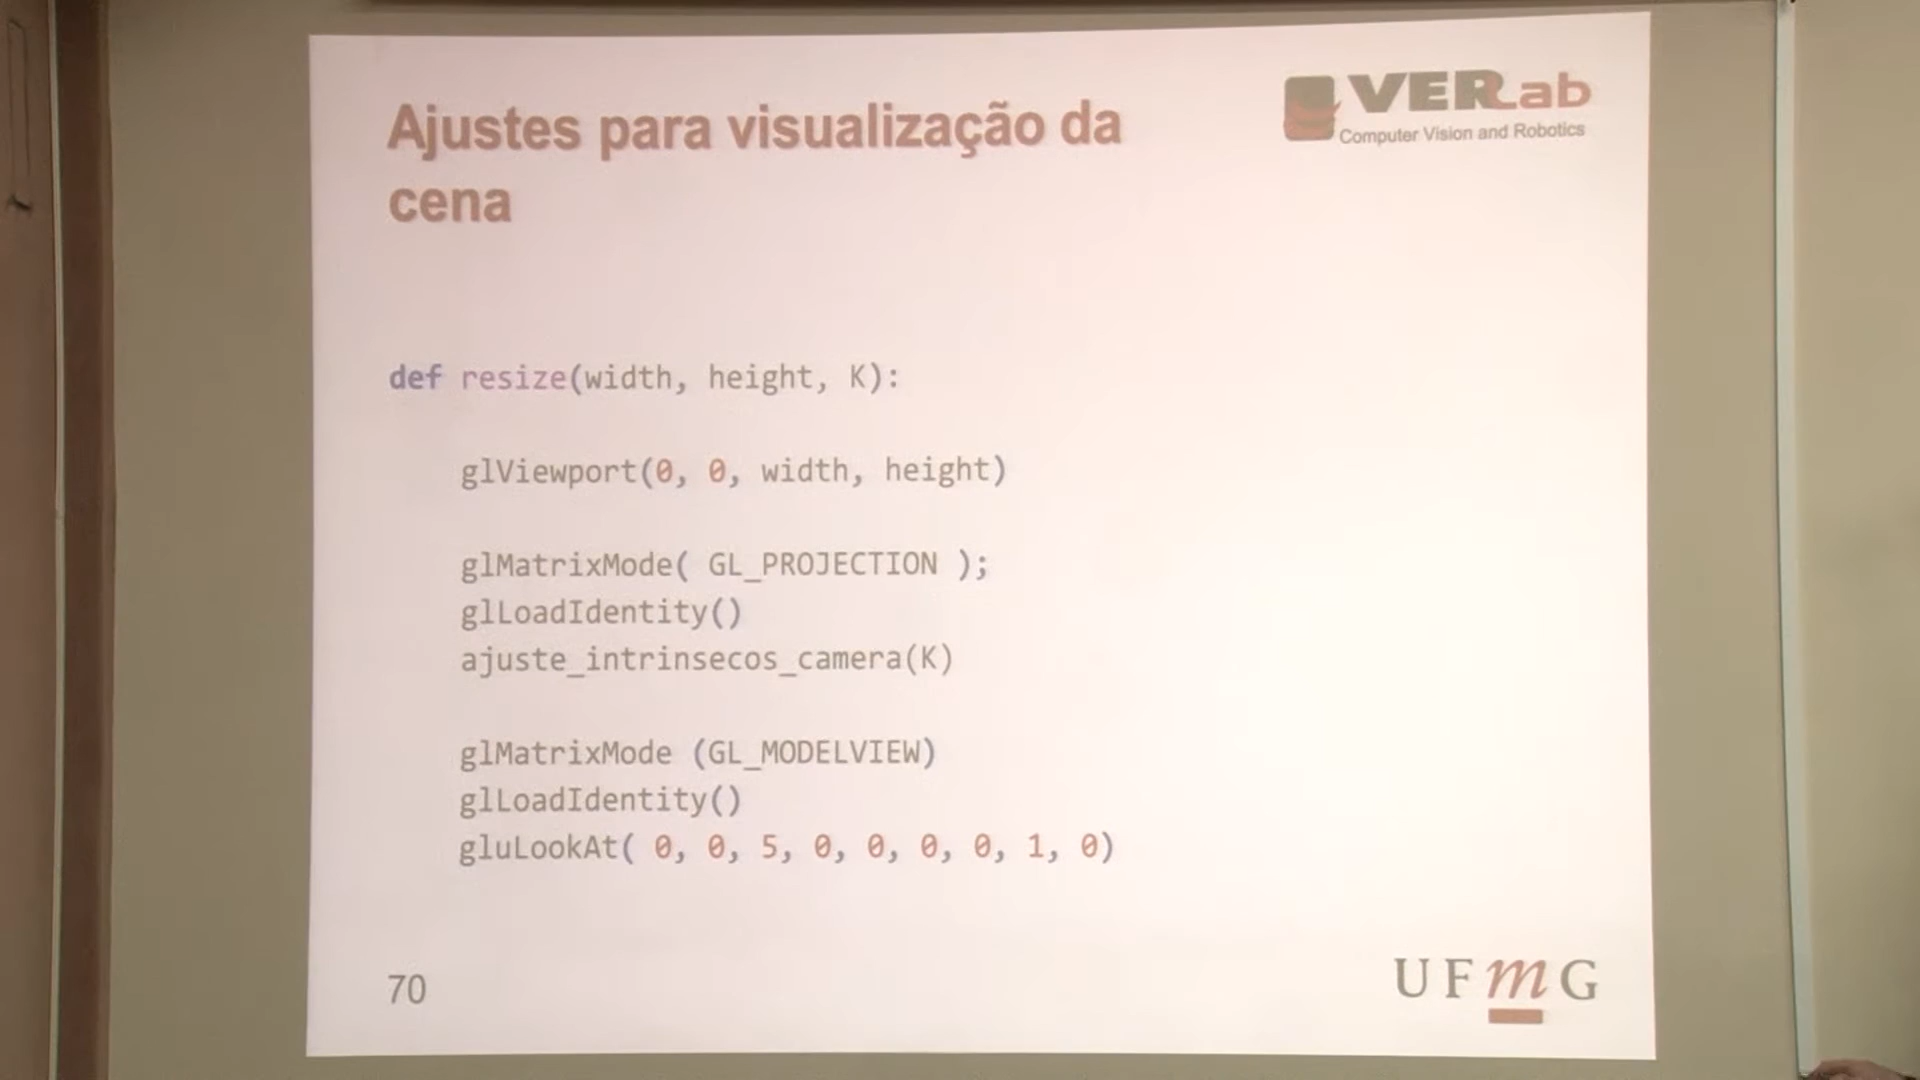 Ajustes para visualização da
cena
VERLab
Computer Vision and Robotics
def resize(width, height, K):
glViewport(0, 0, width, height)
glMatrixMode( GL_PROJECTION );
glLoadIdentity()
ajuste_intrinsecos_camera(K)
glMatrixMode (GL_MODELVIEW)
glLoadIdentity()
gluLookAt( 0, 0, 5, 0, 0, 0, 0, 1, 0)
70
UFmG